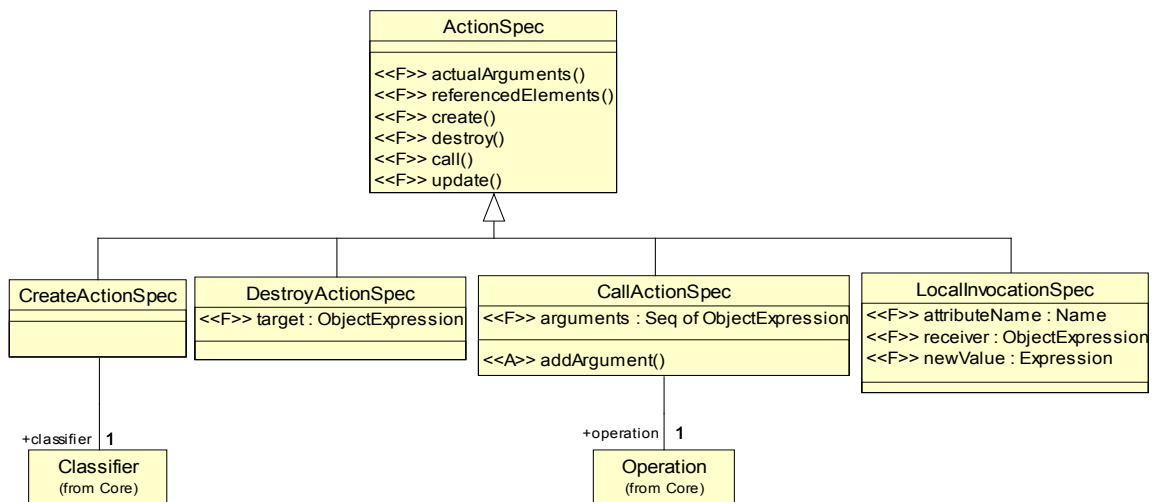 ActionSpec
<<F>> actualArguments()
<<F>> referencedElements()
<<F>> create()
<<F>> destroy()
<<F>> call()
<<F>> update()
CreateActionSpec
DestroyActionSpec
<<F>> target : ObjectExpression
CallActionSpec
<<F>> arguments : Seq of ObjectExpression
<<A>> addArgument()
LocalInvocationSpec
<<F>> attributeName : Name
<<F>> receiver : ObjectExpression
<<F>> newValue : Expression
+classifier 1
Classifier
(from Core)
+operation 1
Operation
(from Core)